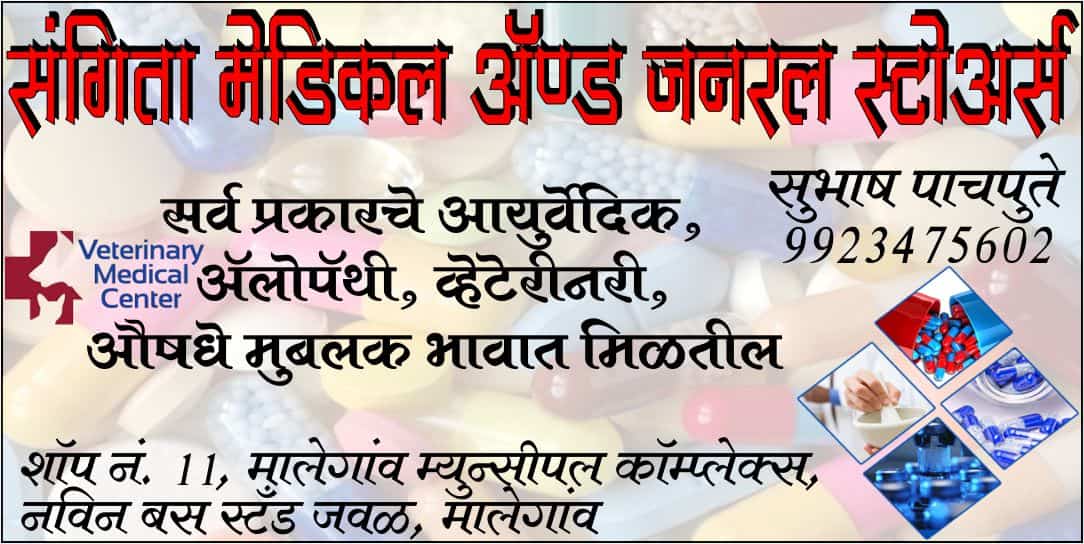 संगिता मेडिकल ॲण्ड जनरल स्टोअर्स
सुभाष पाचपुते
9923475602
सर्व प्रकारचे आयुर्वेदिक,
Veterinary
Medical
Center
ॲलोपॅथी, व्हेटेरीनरी,
औषधे मुबलक भावात मिळतील
शॉप नं. 11, मालेगांव म्युन्सीपल कॉम्प्लेक्स,
नविन बस स्टँड जवळ, मालेगांव